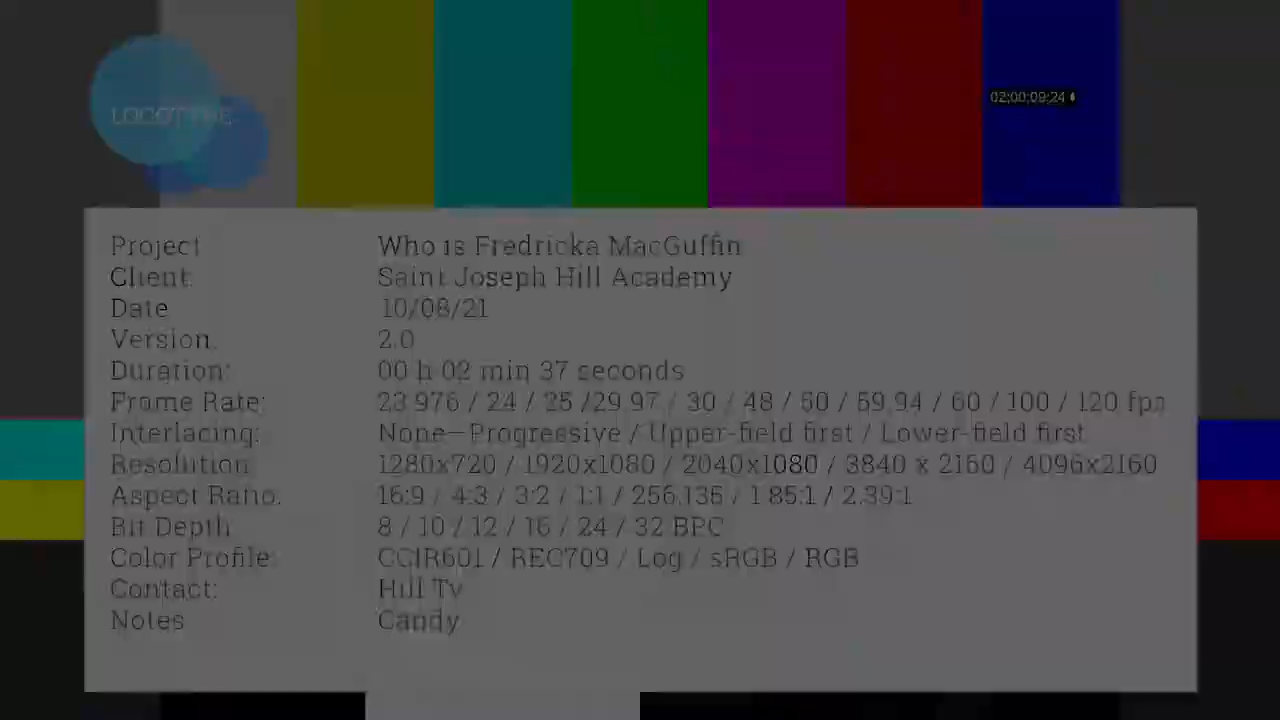 LOGOTYPE
02;00;09;24
Project
Who is Fredricka MacGuffin
Client:
Saint Joseph Hill Academy
Date
10/08/21
Version.
2.0
Duration:
00 h 02 min 37 seconds
Frame Rate:
23 976 / 24 / 25 /29 97 / 30 / 48 / 50 / 59.94 / 60 / 100 / 120 fps
Interlacing:
None—Progressive / Upper-field first / Lower-field first
Resolution
1280x720 / 1920x1080 / 2040x1080 / 3840 x 2160 / 4096x2160
Aspect Ratio.
16:9 / 4:3 / 3:2 / 1:1 / 256:135 / 1 85:1 / 2.39:1
Bit Depth
8 / 10 / 12 / 16 / 24 / 32 BPC
Color Profile:
CCIR601 / REC709 / Log / sRGB / RGB
Contact:
Hill Tv
Notes
Candy